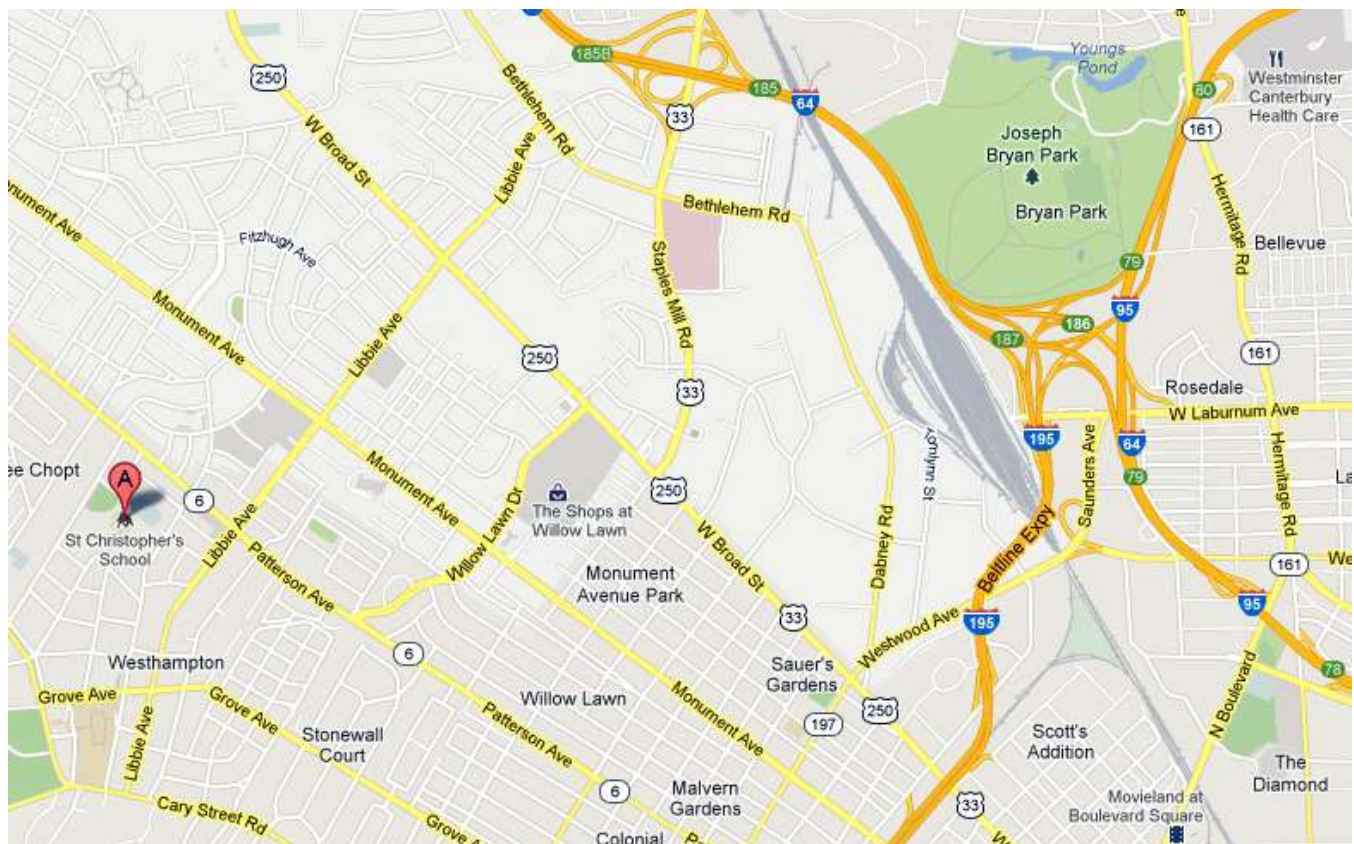 185B
Youngs
Pond
250
Bethlehem Rd
185
64
80
Westminster
Canterbury
Health Care
33
W Broad St
Libbie Ave
161
Joseph
Bryan Park
Bryan Park
Hermitage Rd
Bethlehem Rd
Monument Ave
Fitzhugh Ave
Bellevue
79
Staples Mill Rd
Monument Ave
95
186
187
Libbie Ave
250
161
33
Rosedale
W Laburnum Ave
195
64
Saunders Ave
79
Hermitage Rd
ee Chopt
A
Monument Ave
6
250
The Shops at
Willow Lawn
Willow Lawn Dr
St Christopher's
School
Libbie Ave
Patterson Ave
W Broad St
Dabney Rd
Beltline Expy
161
We
Monument
Avenue Park
95
33
195
Westwood Ave
6
Westhampton
Sauer's
Gardens
78
Grove Ave
Willow Lawn
Monument Ave
250
N Boulevard
Grove Ave
Patterson Ave
197
Stonewall
Court
Libbie Ave
Scott's
Addition
The
Diamond
Malvern
Gardens
6
33
Movieland at
Boulevard Square
Cary Street Rd
Grove Ave
Colonial